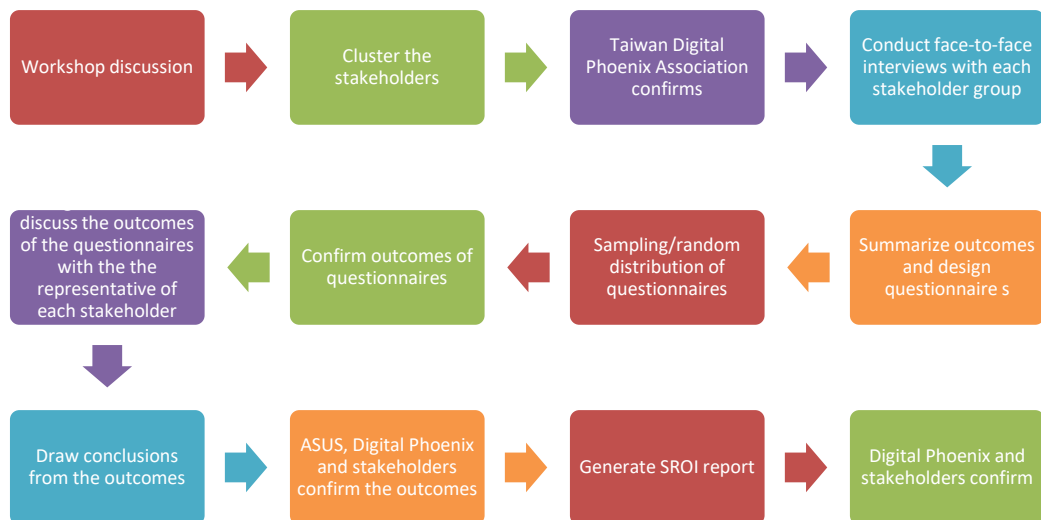 Workshop discussion
Cluster the
stakeholders
Taiwan Digital
Phoenix Association
confirms
Conduct face-to-face
interviews with each
stakeholder group
Summarize outcomes
and design
questionnaire s
Sampling/random
distribution of
questionnaires
Confirm outcomes of
questionnaires
discuss the outcomes
of the questionnaires
with the the
representative of
each stakeholder
Draw conclusions
from the outcomes
ASUS, Digital Phoenix
and stakeholders
confirm the outcomes
Generate SROI report
Digital Phoenix and
stakeholders confirm